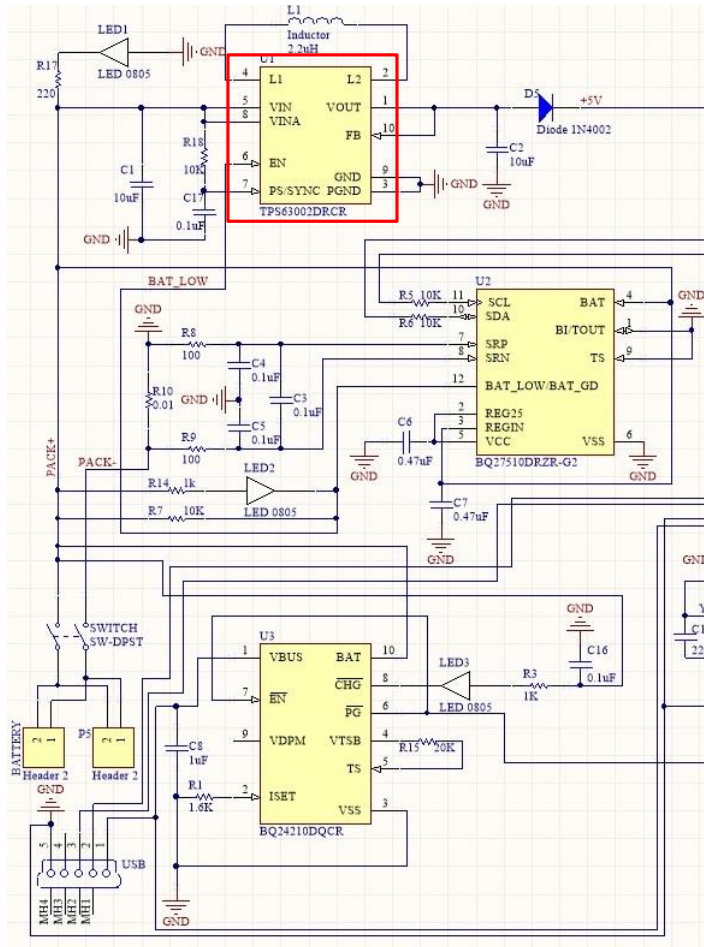 L1
Inductor
2.2uH
LED1
GND
R17
LED 0805
220
U1
4 L1 L2 2
5 VIN VOUT 1
8 VINA
FB 10
6 EN
GND 9
7 PS/SYNC PGND 3
TPS63002DRCR
D5
+5V
Diode 1N4002
R18
10K
C1
10uF
C17
0.1uF
GND
GND
C2
10uF
GND
BAT_LOW
PACK+
GND
R8
100
R10
0.01
GND
C4
0.1uF
C3
0.1uF
C5
0.1uF
R9
100
PACK-
U2
R5 10K 11 SCL BAT 4
R6 10K 10 SDA
BI/TOUT 1
7 SRP
8 SRN TS 9
12 BAT_LOW/BAT_GD
2 REG25
3 REGIN
5 VCC VSS 6
BQ27510DRZR-G2
GND
GND
C6
0.47uF
GND
C7
0.47uF
GND
LED2
R14 1k
LED 0805
R7 10K
SWITCH
SW-DPST
U3
1 VBUS BAT 10
CHG 8
7 EN
PG 6
9 VDPM VTSB 4
TS 5
2 ISET
VSS 3
BQ24210DQCR
LED3
LED 0805
R3
1K
GND
C16
0.1uF
R15 20K
C8
1uF
R1
1.6K
GND
BATTERY
2 1
Header 2
P5
2 1
Header 2
GND
5 4 3 2 1
USB
MH4
MH3
MH2
MH1